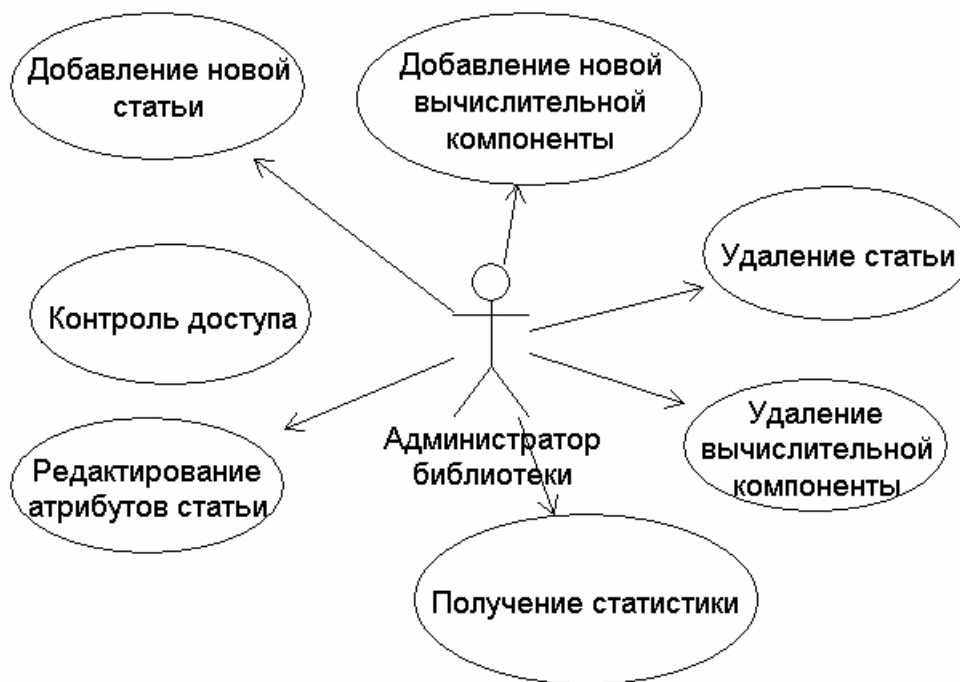 Добавление новой
статьи
Добавление новой
вычислительной
компоненты
Удаление статьи
Контроль доступа
Администратор
библиотеки
Удаление
вычислительной
компоненты
Редактирование
атрибутов статьи
Получение статистики